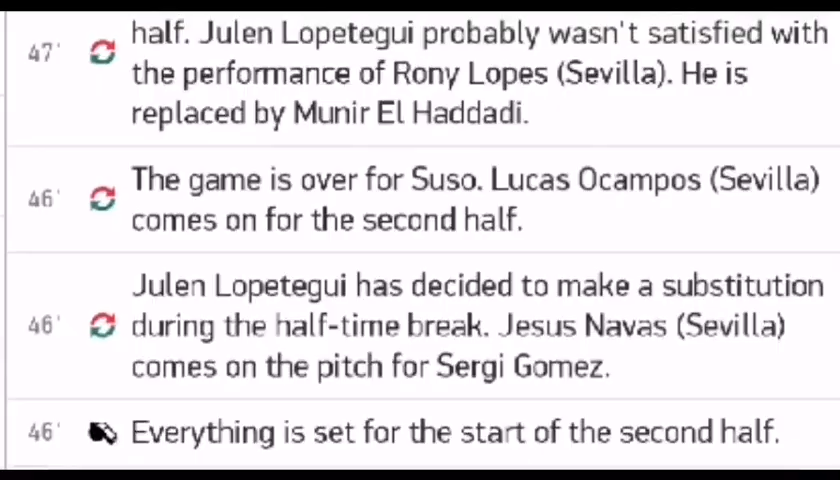 half. Julen Lopetegui probably wasn't satisfied with
47'
the performance of Rony Lopes (Sevilla). He is
replaced by Munir El Haddadi.
The game is over for Suso. Lucas Ocampos (Sevilla)
46'
comes on for the second half.
Julen Lopetegui has decided to make a substitution
46'
during the half-time break. Jesus Navas (Sevilla)
comes on the pitch for Sergi Gomez.
46'
Everything is set for the start of the second half.